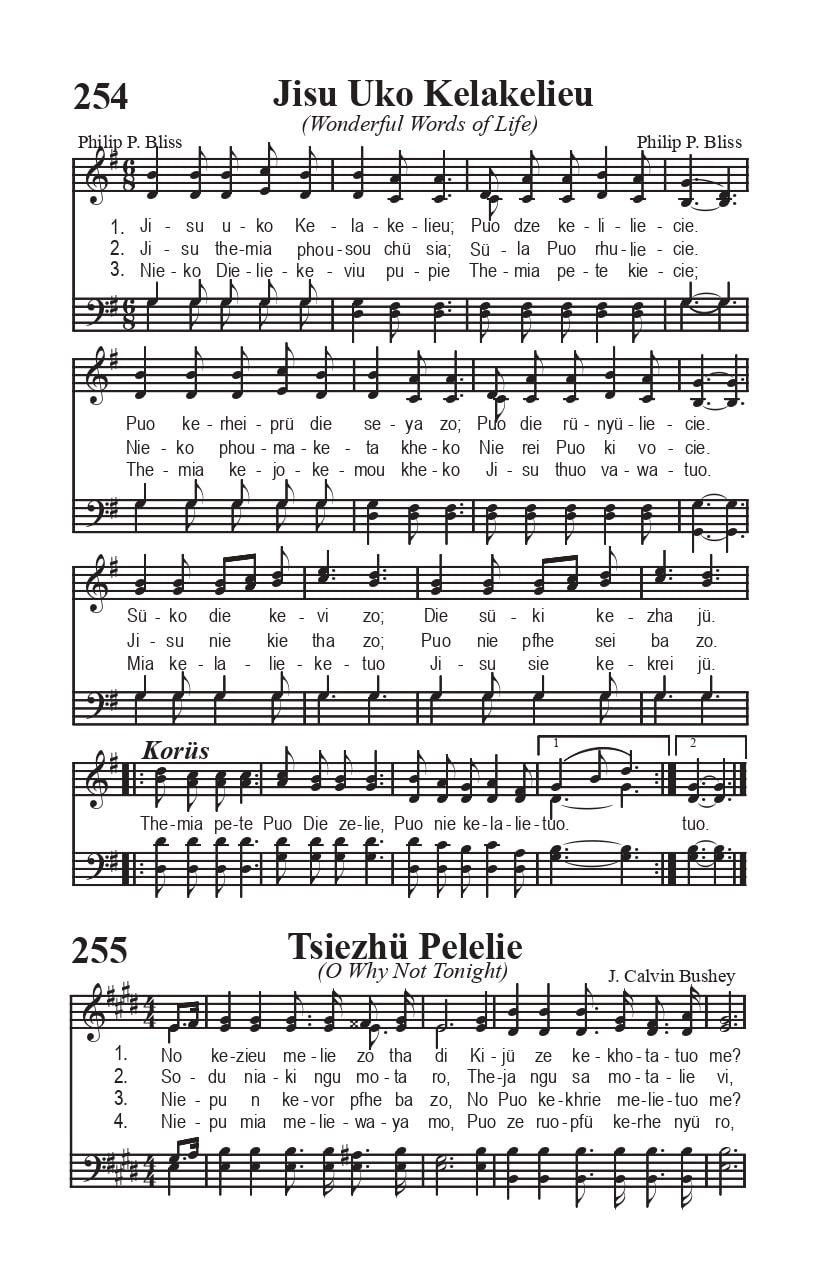 254
Jisu Uko Kelakelieu
(Wonderful Words of Life)
Philip P. Bliss
Philip P. Bliss
6
8
1. Ji - su u-ko Ke - la - ke-lieu; Puo dze ke - li - lie - cie.
2. Ji - su the-mia phou-sou chü sia; Sü-la Puo rhu-lie - cie.
3. Nie-ko Die-lie-ke - viu pu-pie The-mia pe-te kie-cie;
6
8
Puo ke-rhei-prü die se - ya zo; Puo die rü-nyü-lie - cie.
Nie-ko phou-ma-ke - ta khe-ko Nie rei Puo ki vo - cie.
The-mia ke-jo-ke-mou khe-ko Ji - su thuo va-wa-tuo.
Sü-ko die ke - vi zo; Die sü - ki ke - zha jü.
Ji - su nie kie tha zo; Puo nie pfhe sei ba zo.
Mia ke - la - lie-ke-tuo Ji - su sie ke - krei jü.
Korüs
1
2
The-mia pe-te Puo Die ze-lie, Puo nie ke-la-lie-tuo. tuo.
255
Tsiezhü Pelelie
(O Why Not Tonight)
J. Calvin Bushey
4
4
1. No ke-zieu me-lie zo tha di Ki-jü ze ke-kho-ta-tuo me?
2. So-du nia-ki ngu mo-ta ro, The-ja ngu sa mo-ta-lie vi,
3. Nie-pu n ke-vor pfhe ba zo, No Puo ke-khrie me-lie-tuo me?
4. Nie-pu mia me-lie-wa-ya mo, Puo ze ruo-pfü ke-rhe nyü ro,
4
4